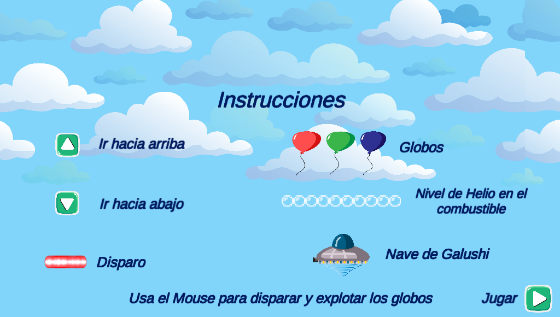 Instrucciones
Ir hacia arriba
Globos
Ir hacia abajo
Nivel de Helio en el
combustible
Disparo
Nave de Galushi
Usa el Mouse para disparar y explotar los globos
Jugar